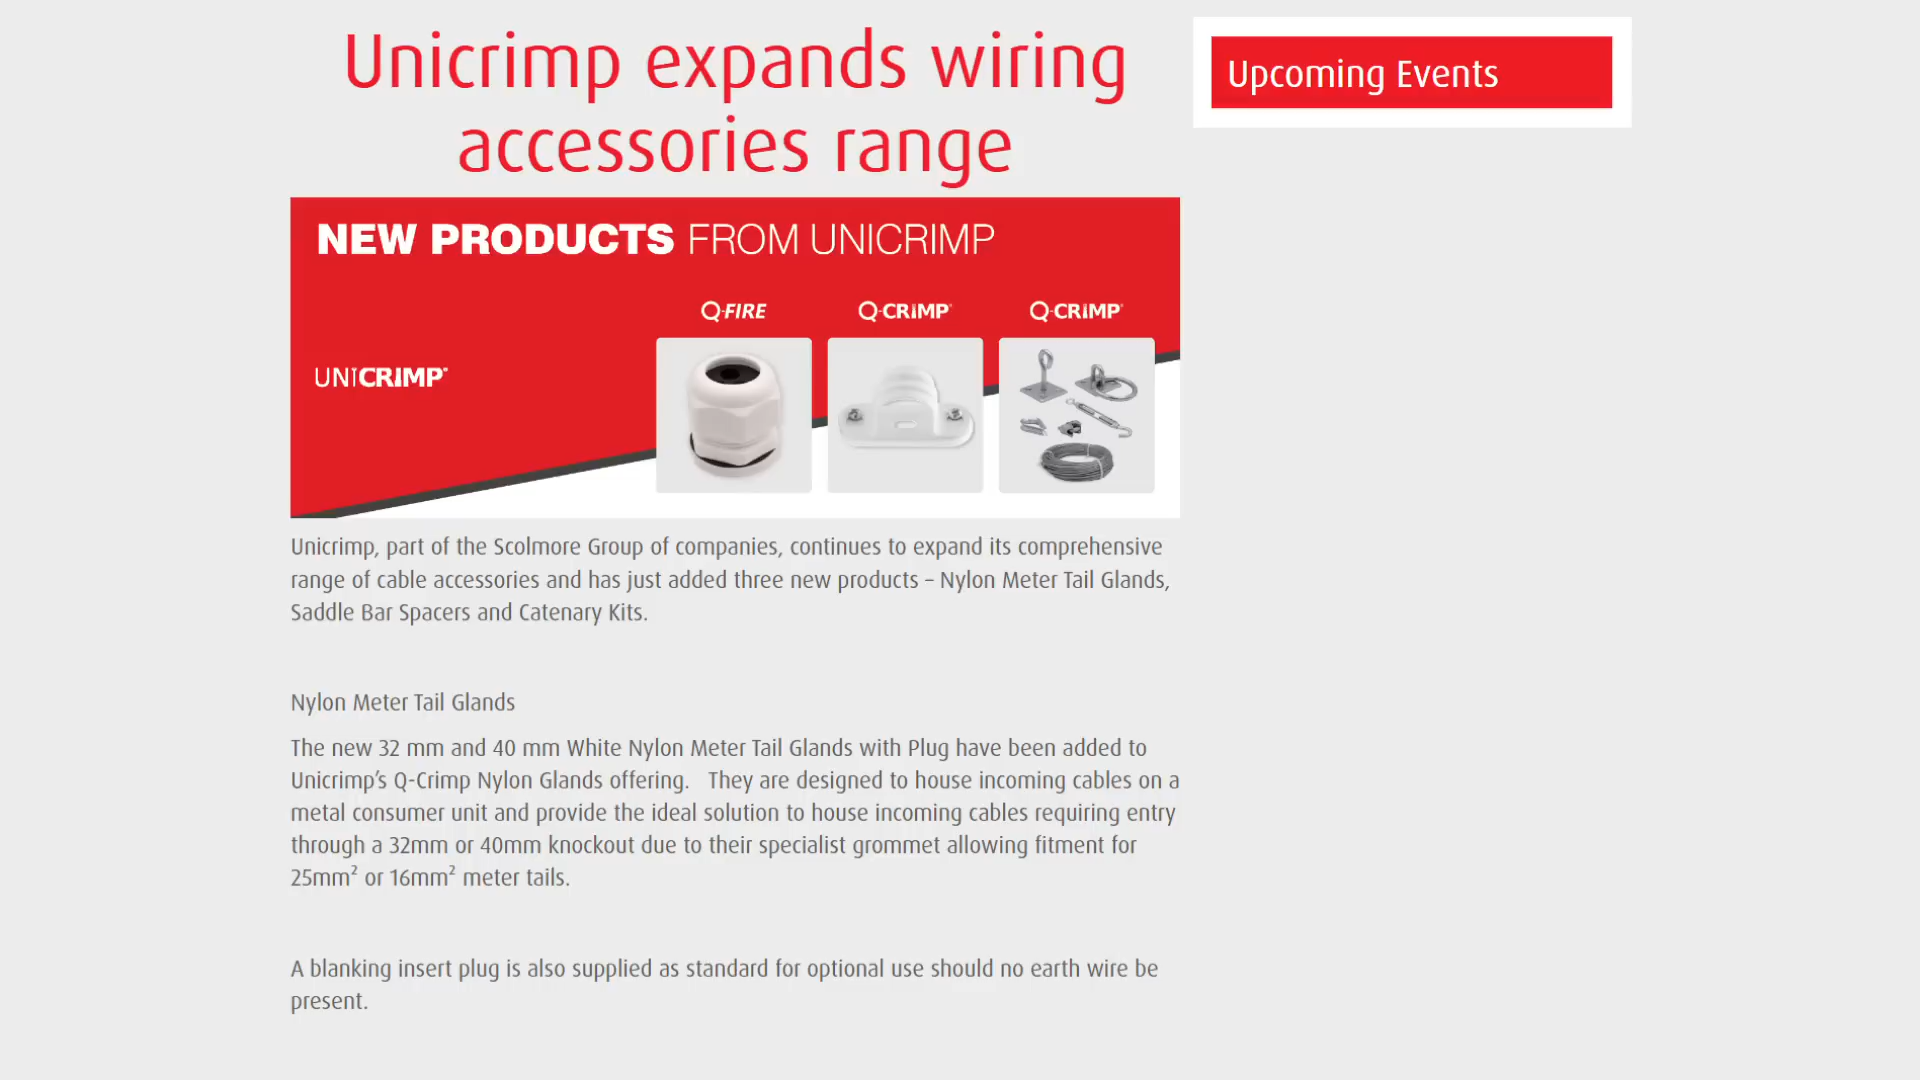 Unicrimp expands wiring
accessories range
Upcoming Events
NEW PRODUCTS FROM UNICRIMP
Q-FIRE
Q-CRIMP®
Q-CRIMP®
UNICRIMP®
Unicrimp, part of the Scolmore Group of companies, continues to expand its comprehensive
range of cable accessories and has just added three new products – Nylon Meter Tail Glands,
Saddle Bar Spacers and Catenary Kits.
Nylon Meter Tail Glands
The new 32 mm and 40 mm White Nylon Meter Tail Glands with Plug have been added to
Unicrimp’s Q-Crimp Nylon Glands offering.   They are designed to house incoming cables on a
metal consumer unit and provide the ideal solution to house incoming cables requiring entry
through a 32mm or 40mm knockout due to their specialist grommet allowing fitment for
25mm² or 16mm² meter tails.
A blanking insert plug is also supplied as standard for optional use should no earth wire be
present.